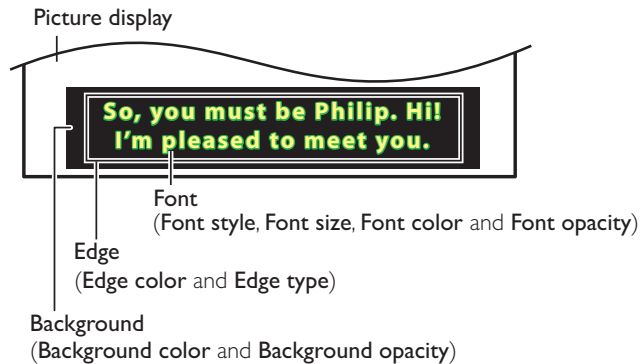 Picture display
So, you must be Philip. Hi!
I’m pleased to meet you.
Font
(Font style, Font size, Font color and Font opacity)
Edge
(Edge color and Edge type)
Background
(Background color and Background opacity)